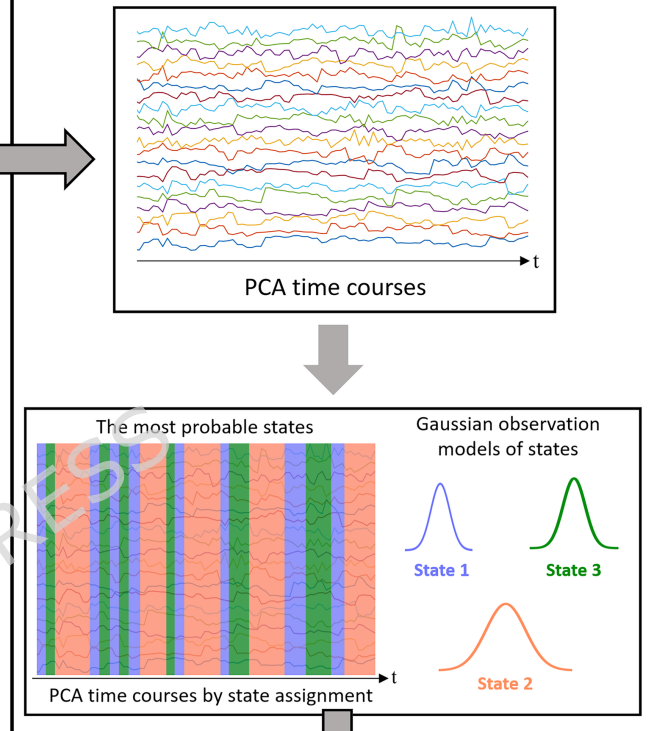 t
PCA time courses
The most probable states
Gaussian observation
models of states
RESS
State 1
State 3
State 2
t
PCA time courses by state assignment